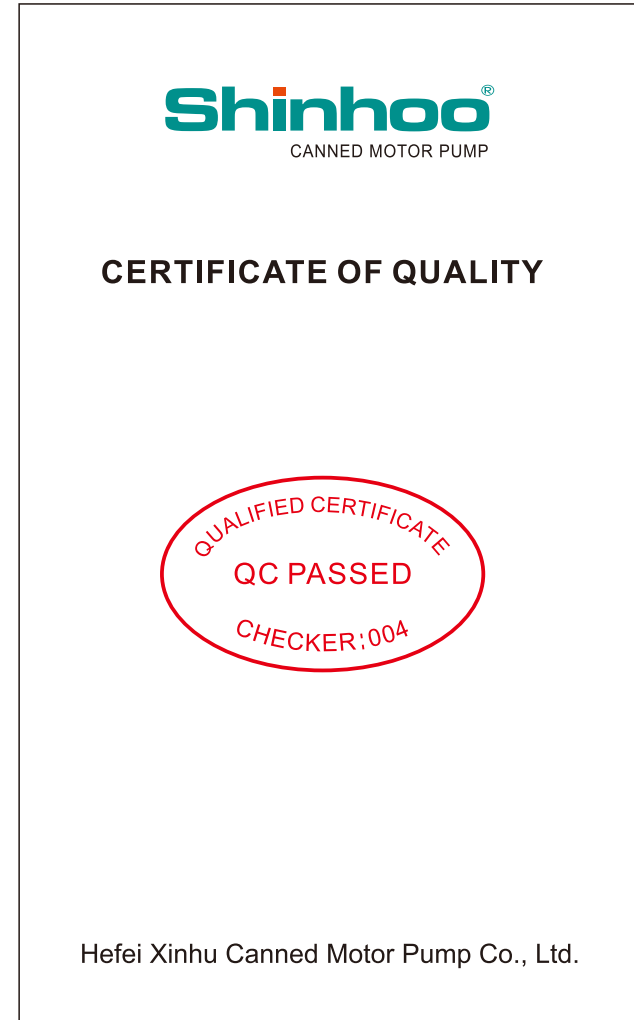 Shinhoo®
CANNED MOTOR PUMP
CERTIFICATE OF QUALITY
QUALIFIED CERTIFICATE
QC PASSED
CHECKER:004
Hefei Xinhu Canned Motor Pump Co., Ltd.